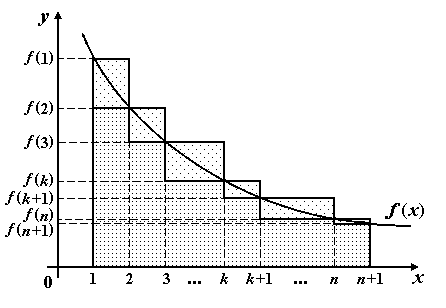 y
f(1)
f(2)
f(3)
f(k)
f(k+1)
f(n)
f(n+1)
f(x)
0 1 2 3 ... k k+1 ... n n+1 x